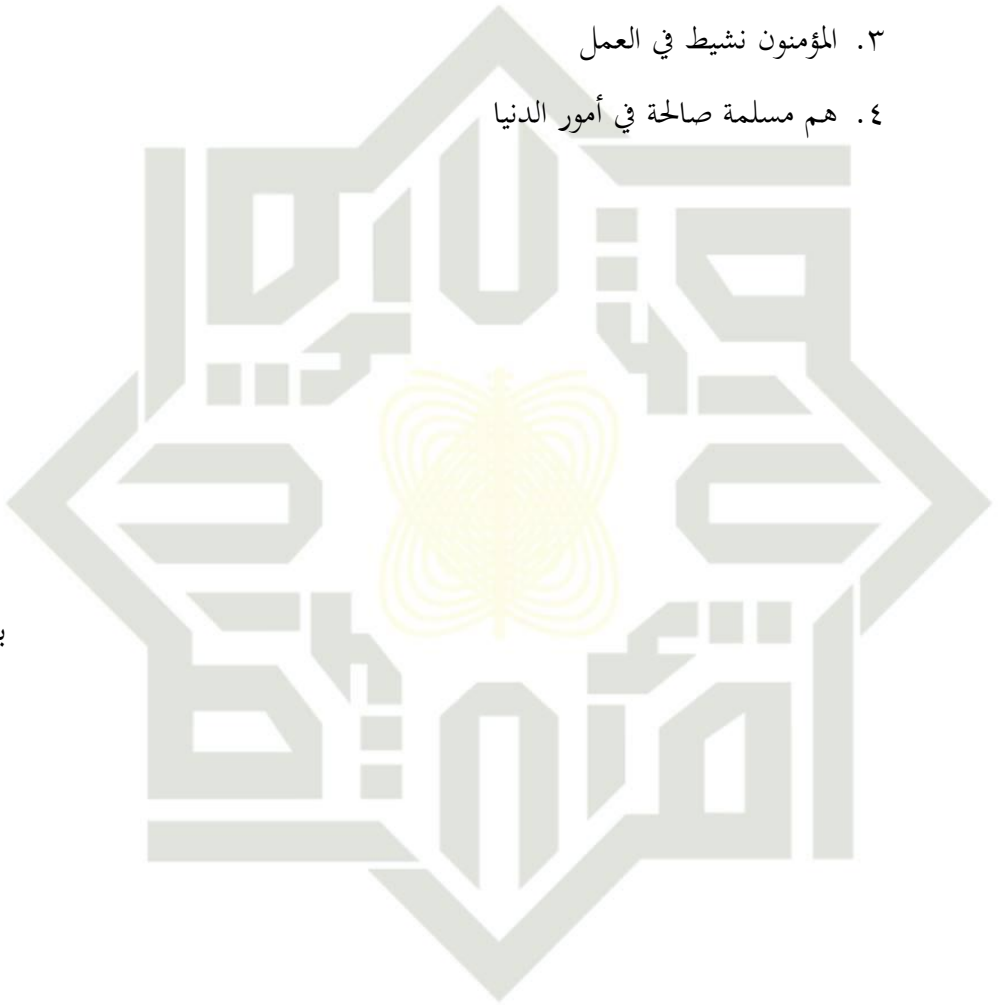 ٣. المؤمنون نشيط في العمل
٤. هم مسلمة صالحة في أمور الدنيا